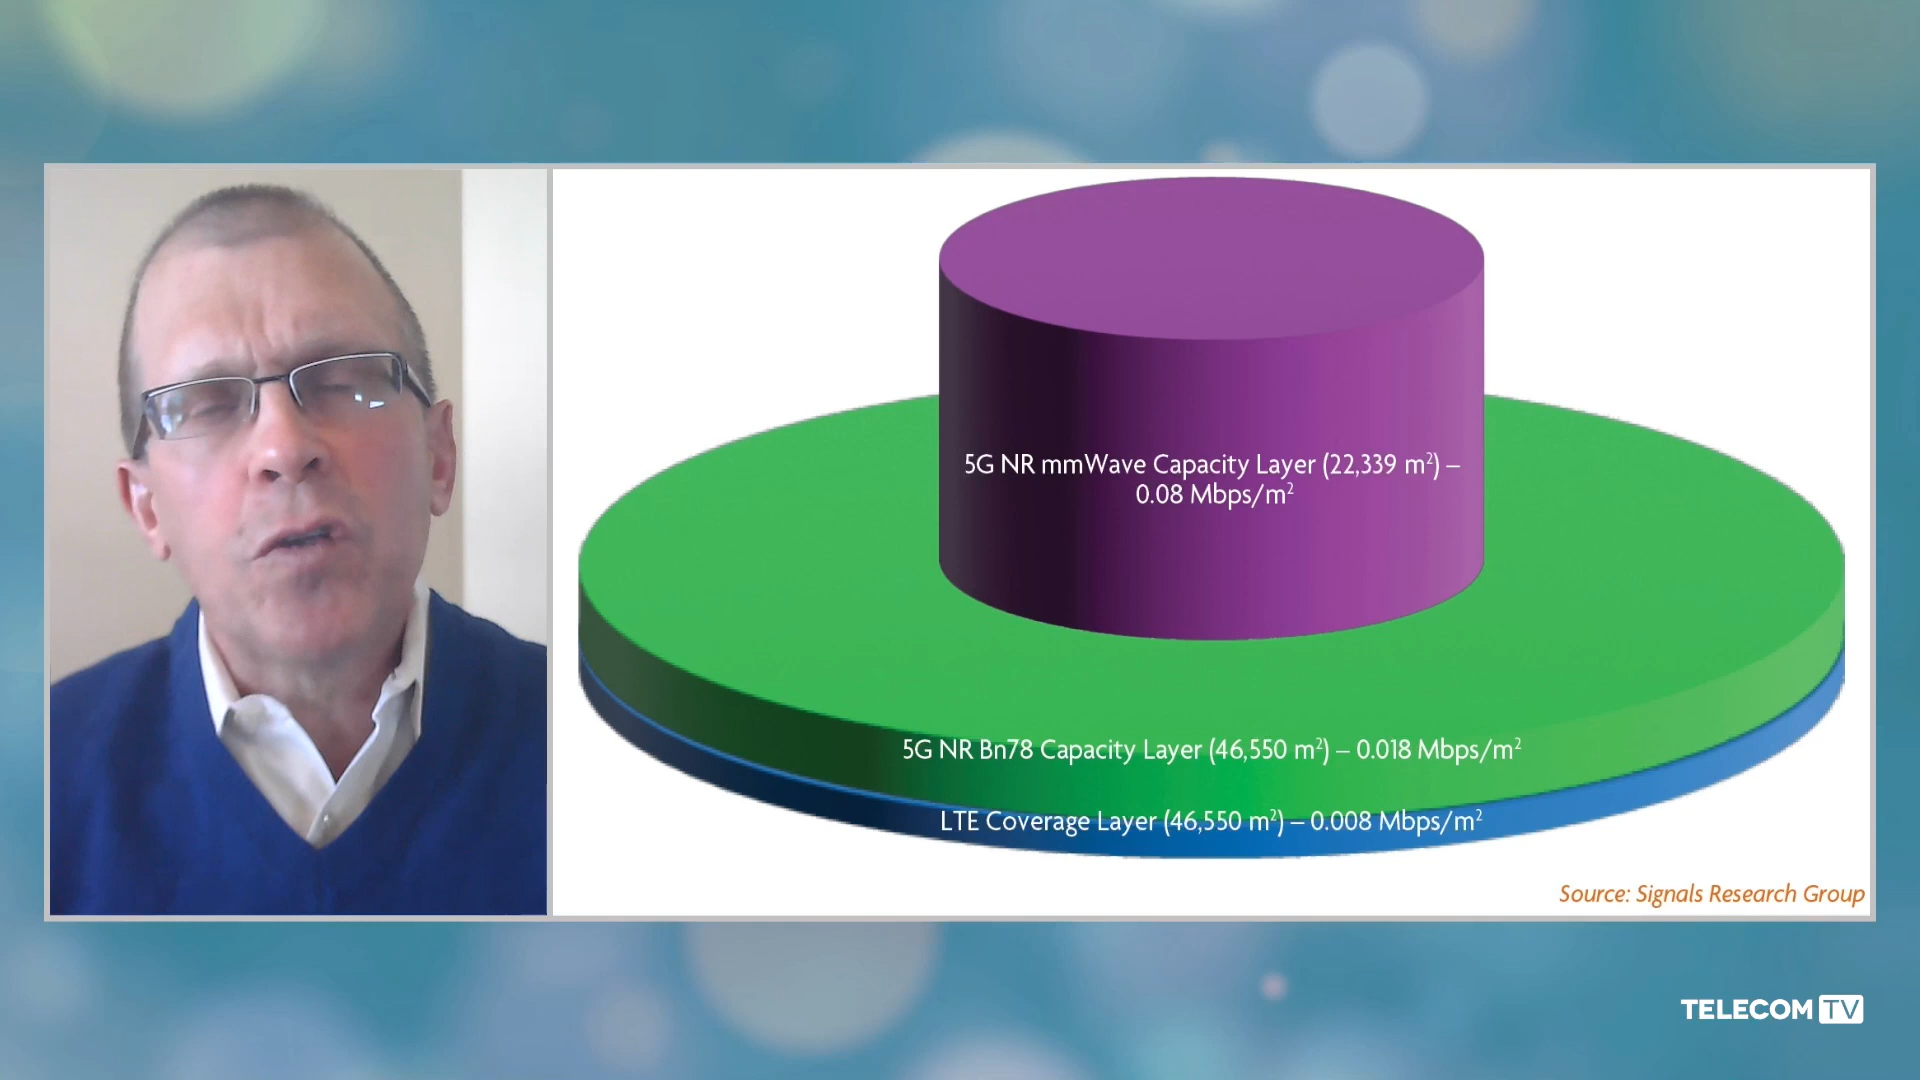 5G NR mmWave Capacity Layer (22,339 m²) –
0.08 Mbps/m²
5G NR Bn78 Capacity Layer (46,550 m²) – 0.018 Mbps/m²
LTE Coverage Layer (46,550 m²) – 0.008 Mbps/m²
Source: Signals Research Group
TELECOM TV